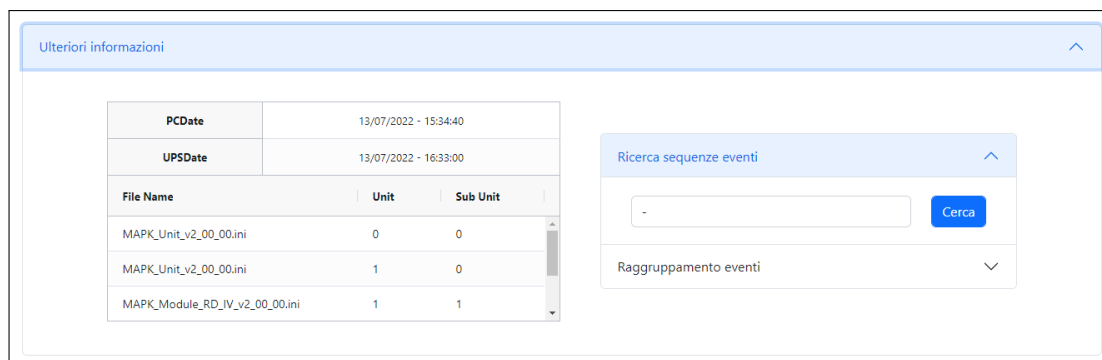 Ulteriori informazioni
PCDate 13/07/2022 - 15:34:40
UPSDate 13/07/2022 - 16:33:00
File Name Unit Sub Unit
MAPK_Unit_v2_00_00.ini 0 0
MAPK_Unit_v2_00_00.ini 1 0
MAPK_Module_RD_IV_v2_00_00.ini 1 1
Ricerca sequenze eventi
- Cerca
Raggruppamento eventi